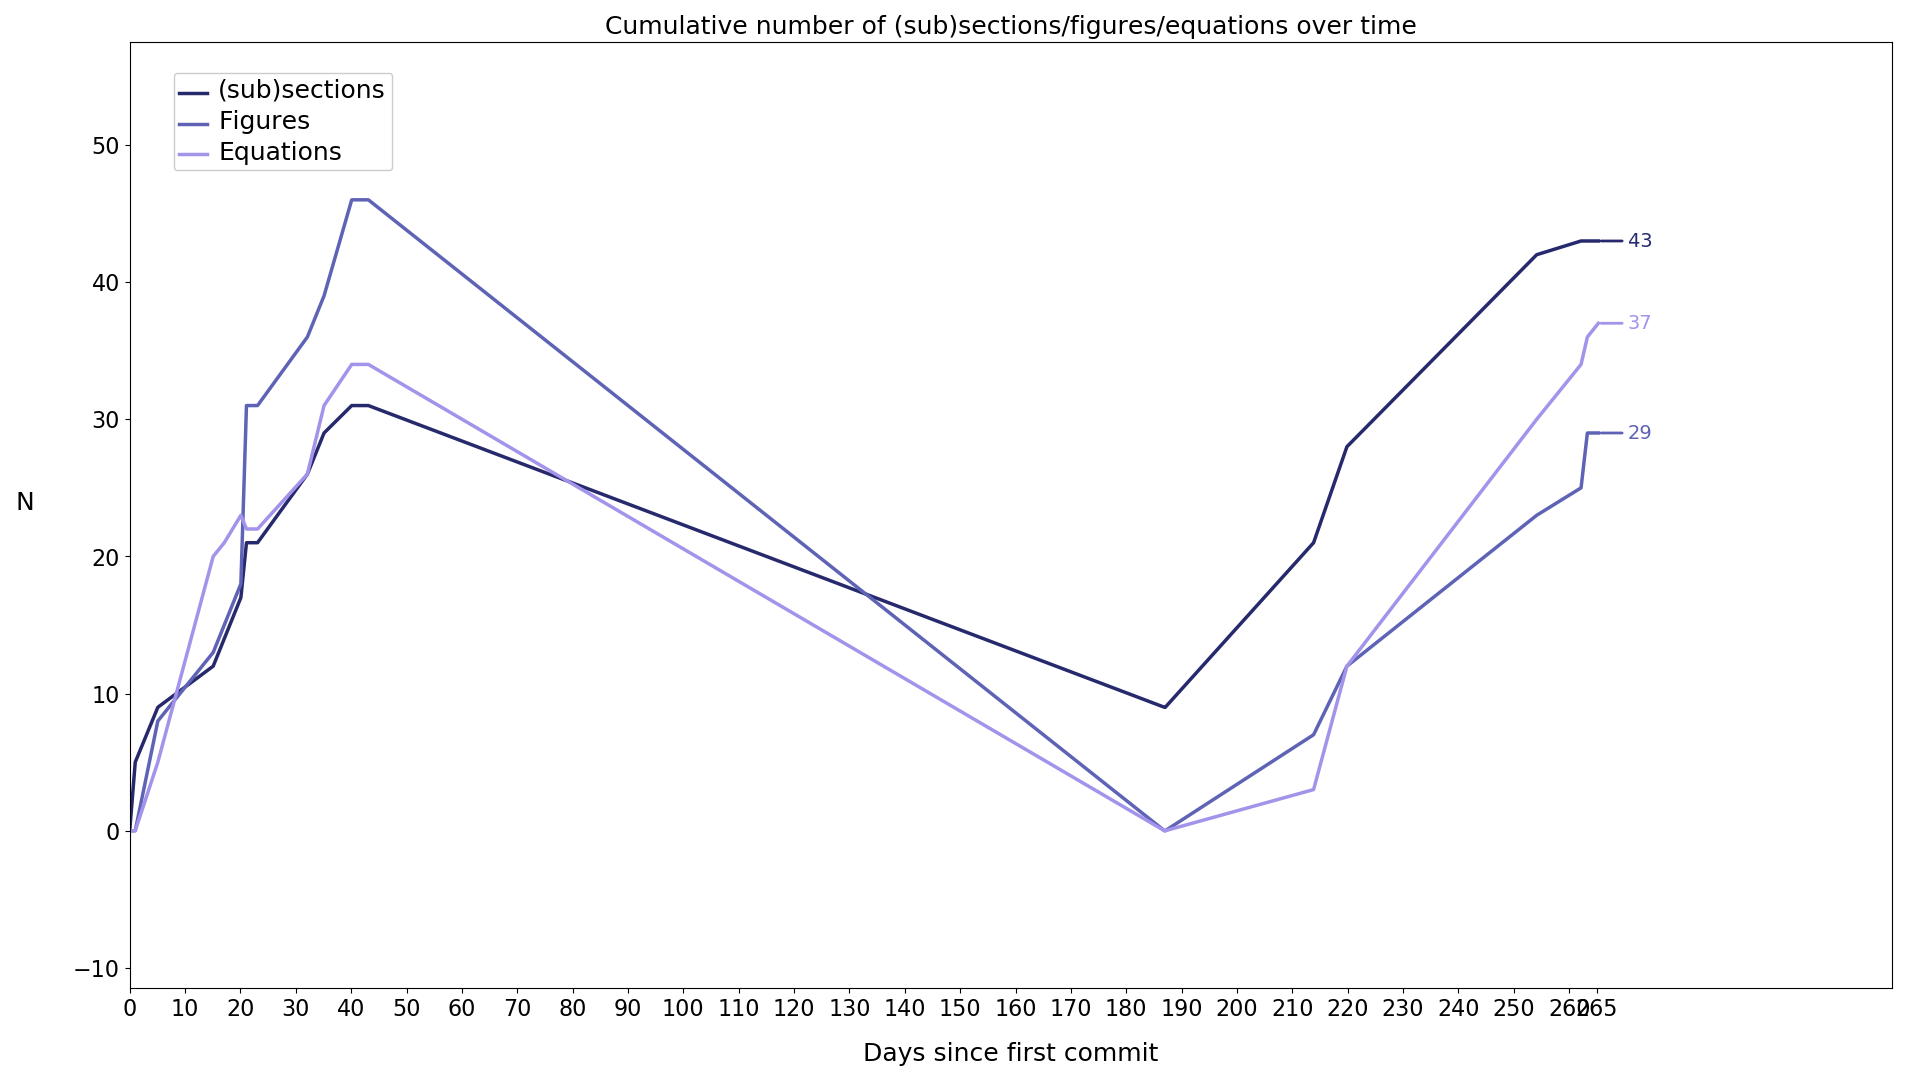 Cumulative number of (sub)sections/figures/equations over time
(sub)sections
Figures
Equations
50
40
30
20
10
0
−10
N
43
37
29
0 10 20 30 40 50 60 70 80 90 100 110 120 130 140 150 160 170 180 190 200 210 220 230 240 250 260 265
Days since first commit